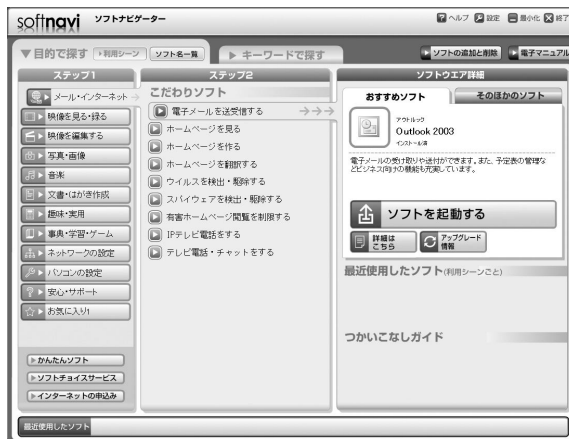 softnavi ソフトナビゲーター
ヘルプ 設定 最小化 終了
▼目的で探す ▶利用シーン ソフト名一覧 ▶ キーワードで探す
▶ソフトの追加と削除 ▶電子マニュアル
ステップ1
メール・インターネット
映像を見る・録る
映像を編集する
写真・画像
音楽
文書・はがき作成
趣味・実用
事典・学習・ゲーム
ネットワークの設定
パソコンの設定
安心・サポート
お気に入り1
▶かんたんソフト
▶ソフトチョイスサービス
▶インターネットの申込み
ステップ2
こだわりソフト
電子メールを送受信する →→→
ホームページを見る
ホームページを作る
ホームページを翻訳する
ウイルスを検出・駆除する
スパイウェアを検出・駆除する
有害ホームページ閲覧を制限する
IPテレビ電話をする
テレビ電話・チャットをする
ソフトウエア詳細
おすすめソフト そのほかのソフト
アウトルック
Outlook 2003
インストール済
電子メールの受け取りや送付ができます。また、予定表の管理な
どビジネス向けの機能も充実しています。
ソフトを起動する
詳細は
こちら
アップグレード
情報
最近使用したソフト(利用シーンごと)
つかいこなしガイド
最近使用したソフト